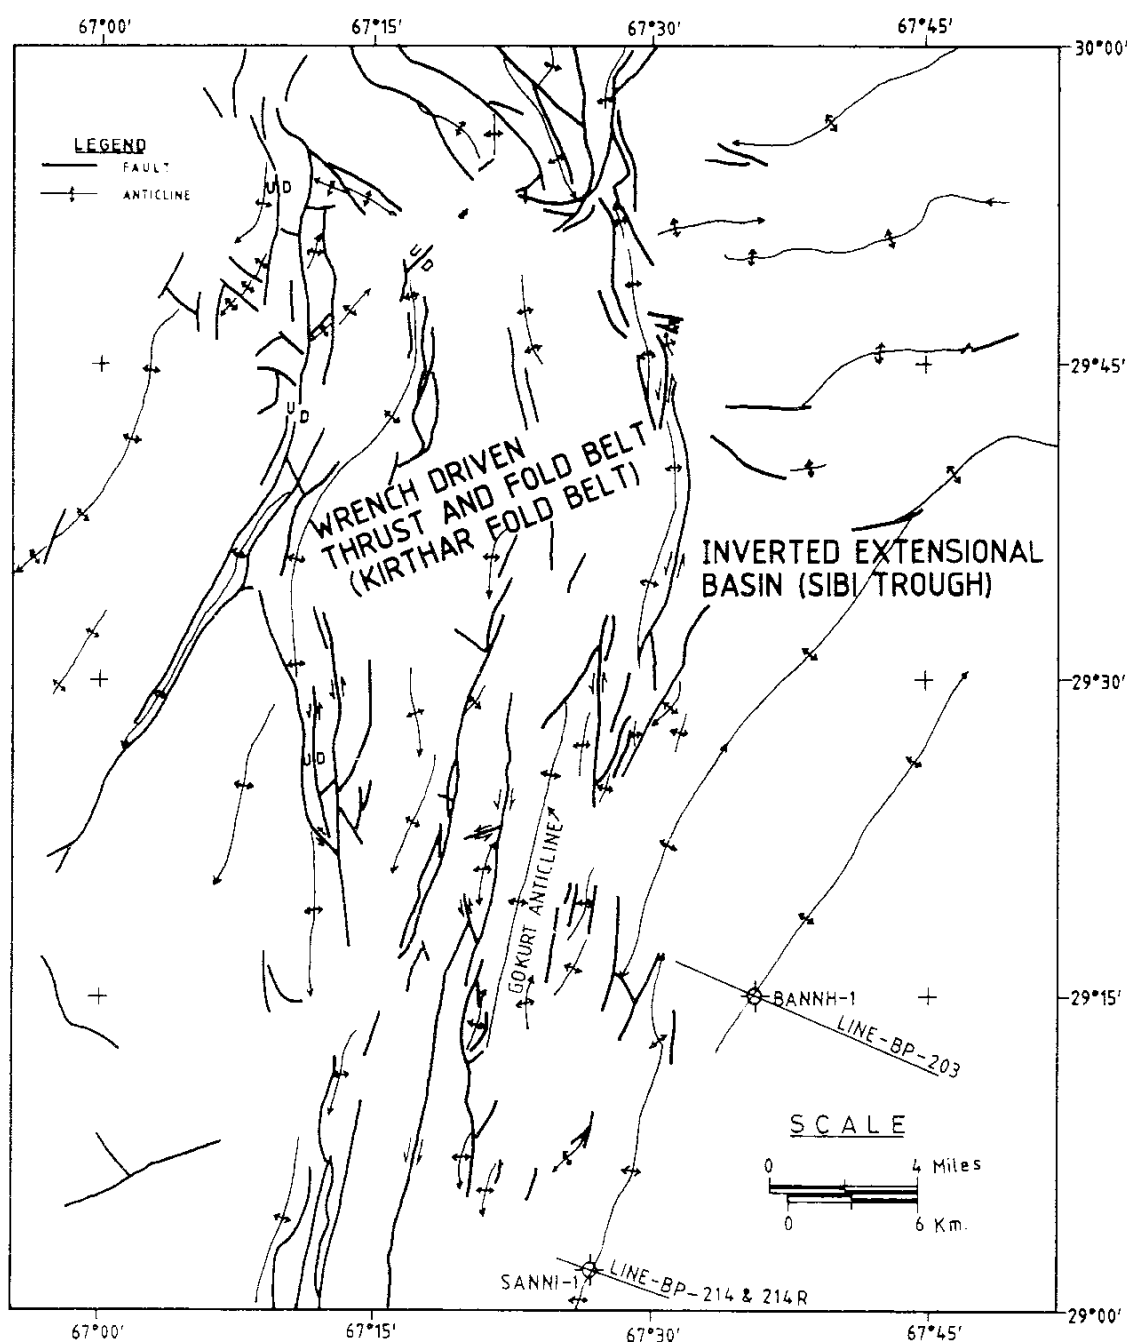 67°00' 67°15' 67°30' 67°45'
30°00'
LEGEND
FAULT
ANTICLINE
U D
U
D
29°45'
U
D
WRENCH DRIVEN
THRUST AND FOLD BELT
(KIRTHAR FOLD BELT)
INVERTED EXTENSIONAL
BASIN (SIBI TROUGH)
29°30'
U D
GOKURT ANTICLINE
29°15'
BANNH-1
LINE-BP-203
SCALE
0 4 Miles
0 6 Km.
SANNI-1
LINE-BP-214 & 214R
29°00'
67°00' 67°15' 67°30' 67°45'